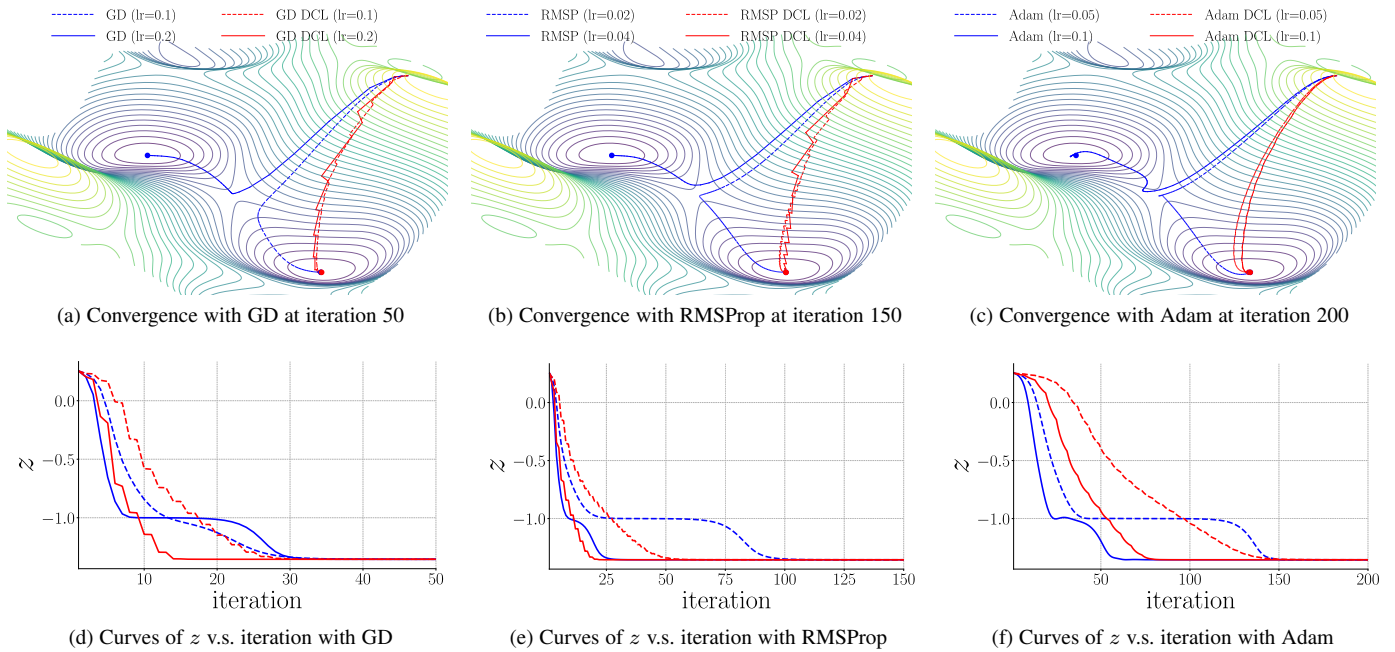 GD (lr=0.1) GD DCL (lr=0.1)
GD (lr=0.2) GD DCL (lr=0.2)
RMSP (lr=0.02) RMSP DCL (lr=0.02)
RMSP (lr=0.04) RMSP DCL (lr=0.04)
Adam (lr=0.05) Adam DCL (lr=0.05)
Adam (lr=0.1) Adam DCL (lr=0.1)
(a) Convergence with GD at iteration 50
(b) Convergence with RMSProp at iteration 150
(c) Convergence with Adam at iteration 200
0.0
−0.5
−1.0
z
10 20 30 40 50
iteration
0.0
−0.5
−1.0
z
25 50 75 100 125 150
iteration
0.0
−0.5
−1.0
z
50 100 150 200
iteration
(d) Curves of z v.s. iteration with GD
(e) Curves of z v.s. iteration with RMSProp
(f) Curves of z v.s. iteration with Adam